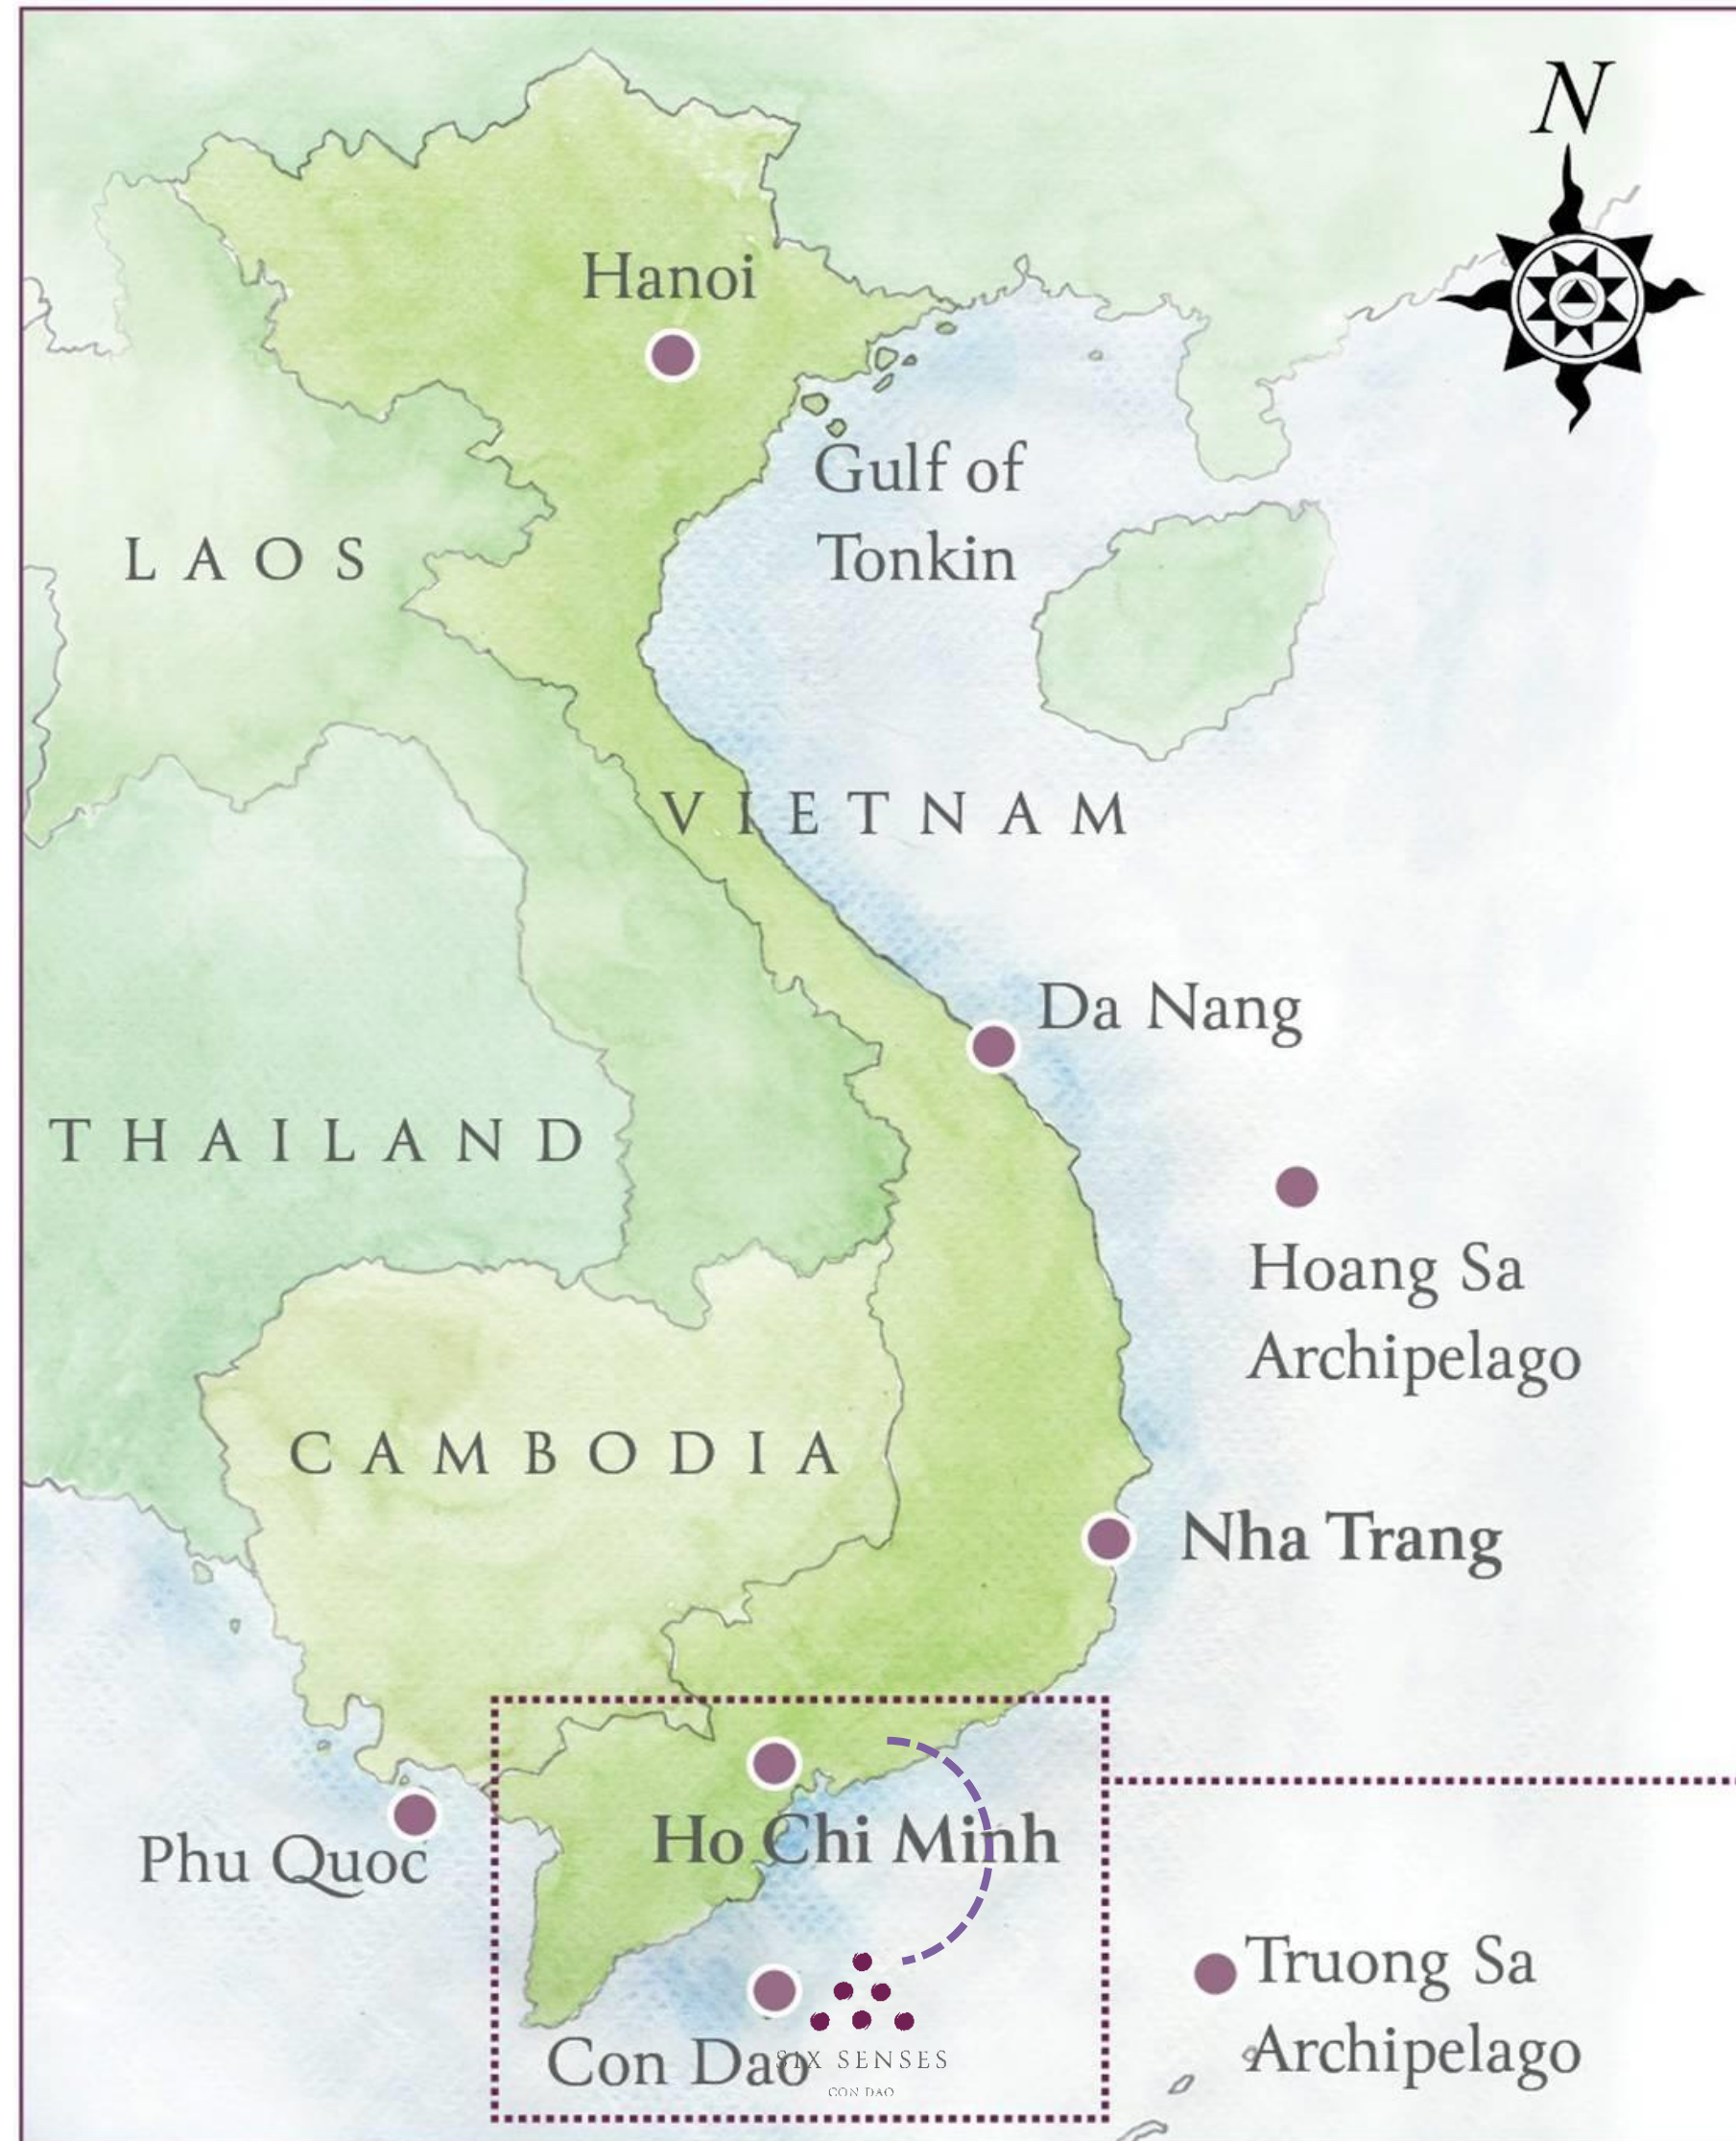 N
Hanoi
Gulf of
Tonkin
LAOS
VIETNAM
Da Nang
THAILAND
Hoang Sa
Archipelago
CAMBODIA
Nha Trang
Ho Chi Minh
Phu Quoc
Truong Sa
Archipelago
Con Dao
SIX SENSES
CON DAO